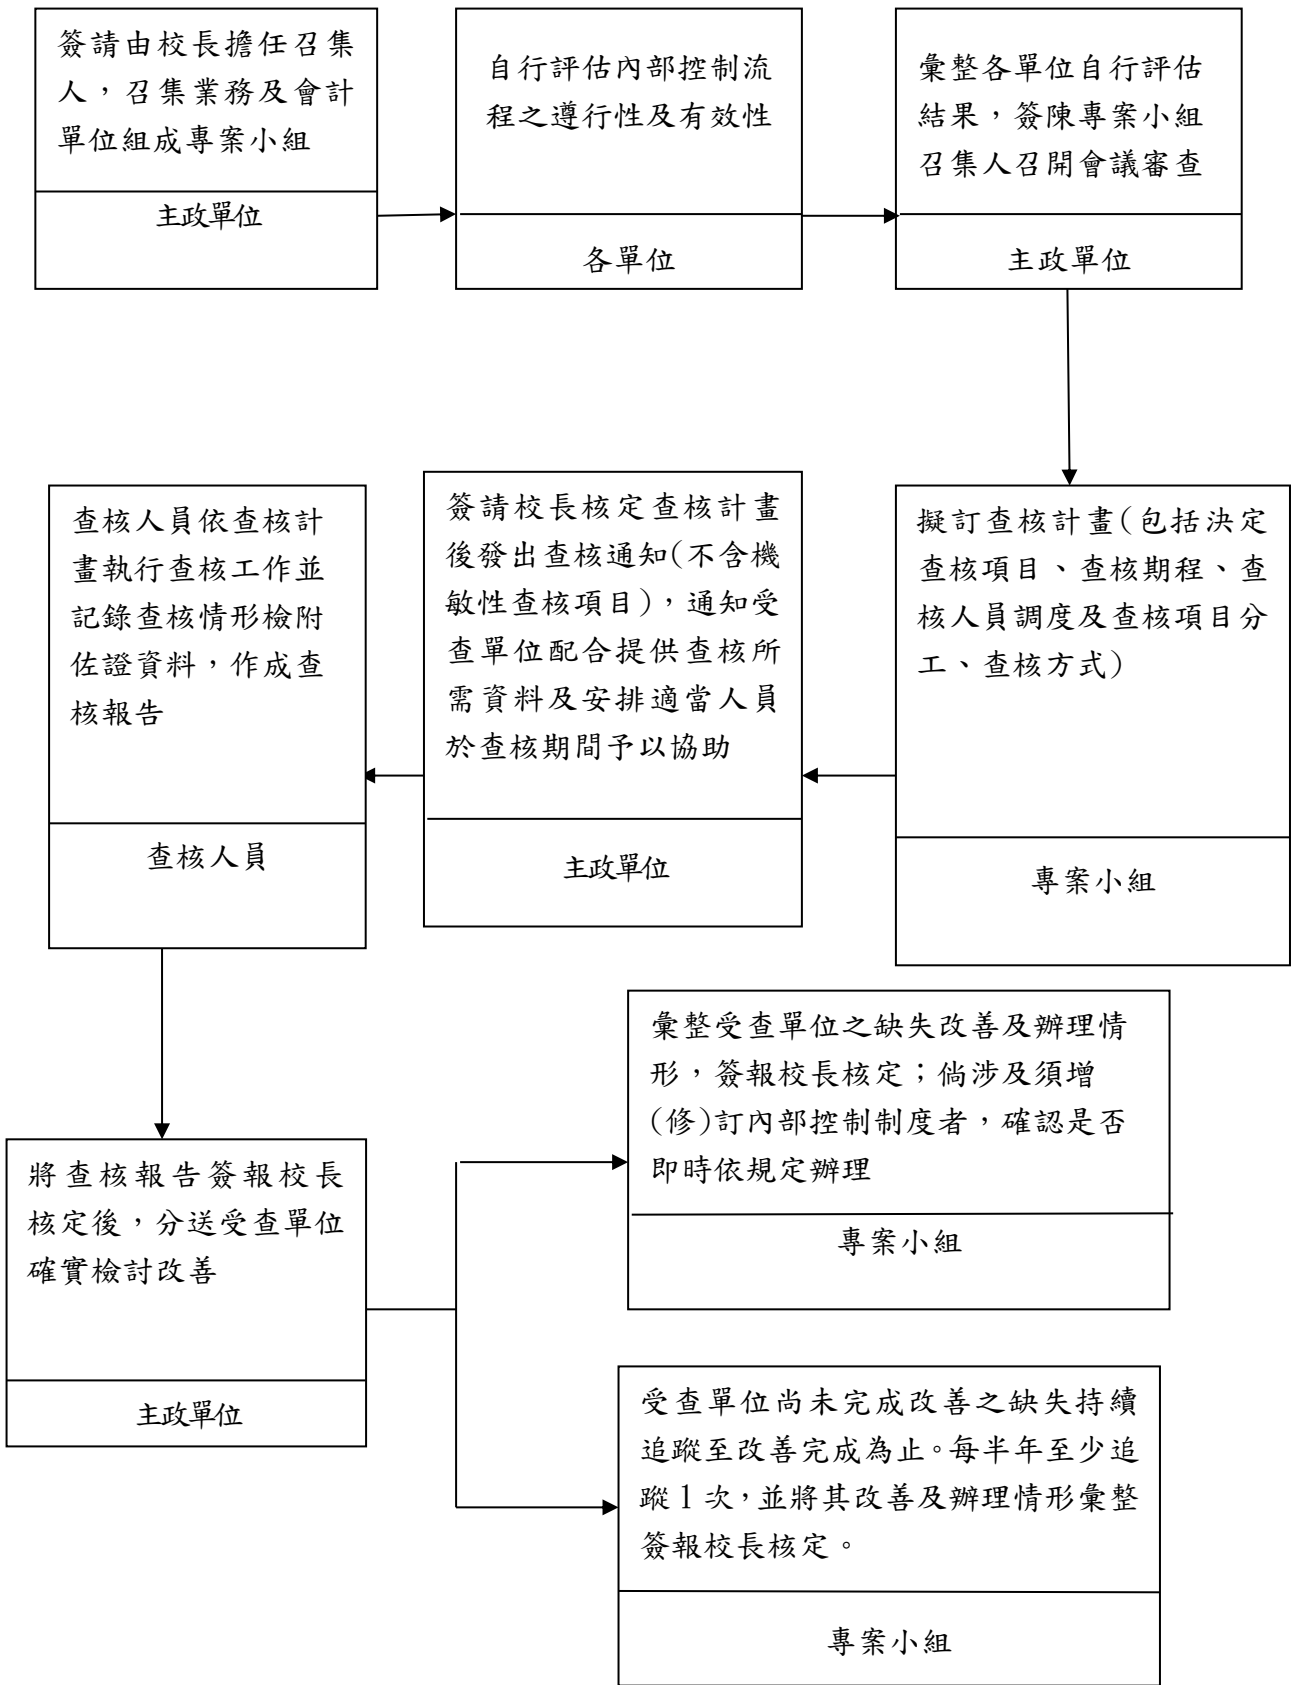 簽請由校長擔任召集
人，召集業務及會計
單位組成專案小組
主政單位
自行評估內部控制流
程之遵行性及有效性
各單位
彙整各單位自行評估
結果，簽陳專案小組
召集人召開會議審查
主政單位
擬訂查核計畫(包括決定
查核項目、查核期程、查
核人員調度及查核項目分
工、查核方式)
專案小組
簽請校長核定查核計畫
後發出查核通知(不含機
敏性查核項目)，通知受
查單位配合提供查核所
需資料及安排適當人員
於查核期間予以協助
主政單位
查核人員依查核計
畫執行查核工作並
記錄查核情形檢附
佐證資料，作成查
核報告
查核人員
將查核報告簽報校長
核定後，分送受查單位
確實檢討改善
主政單位
彙整受查單位之缺失改善及辦理情
形，簽報校長核定；倘涉及須增
(修)訂內部控制制度者，確認是否
即時依規定辦理
專案小組
受查單位尚未完成改善之缺失持續
追蹤至改善完成為止。每半年至少追
蹤1次，並將其改善及辦理情形彙整
簽報校長核定。
專案小組